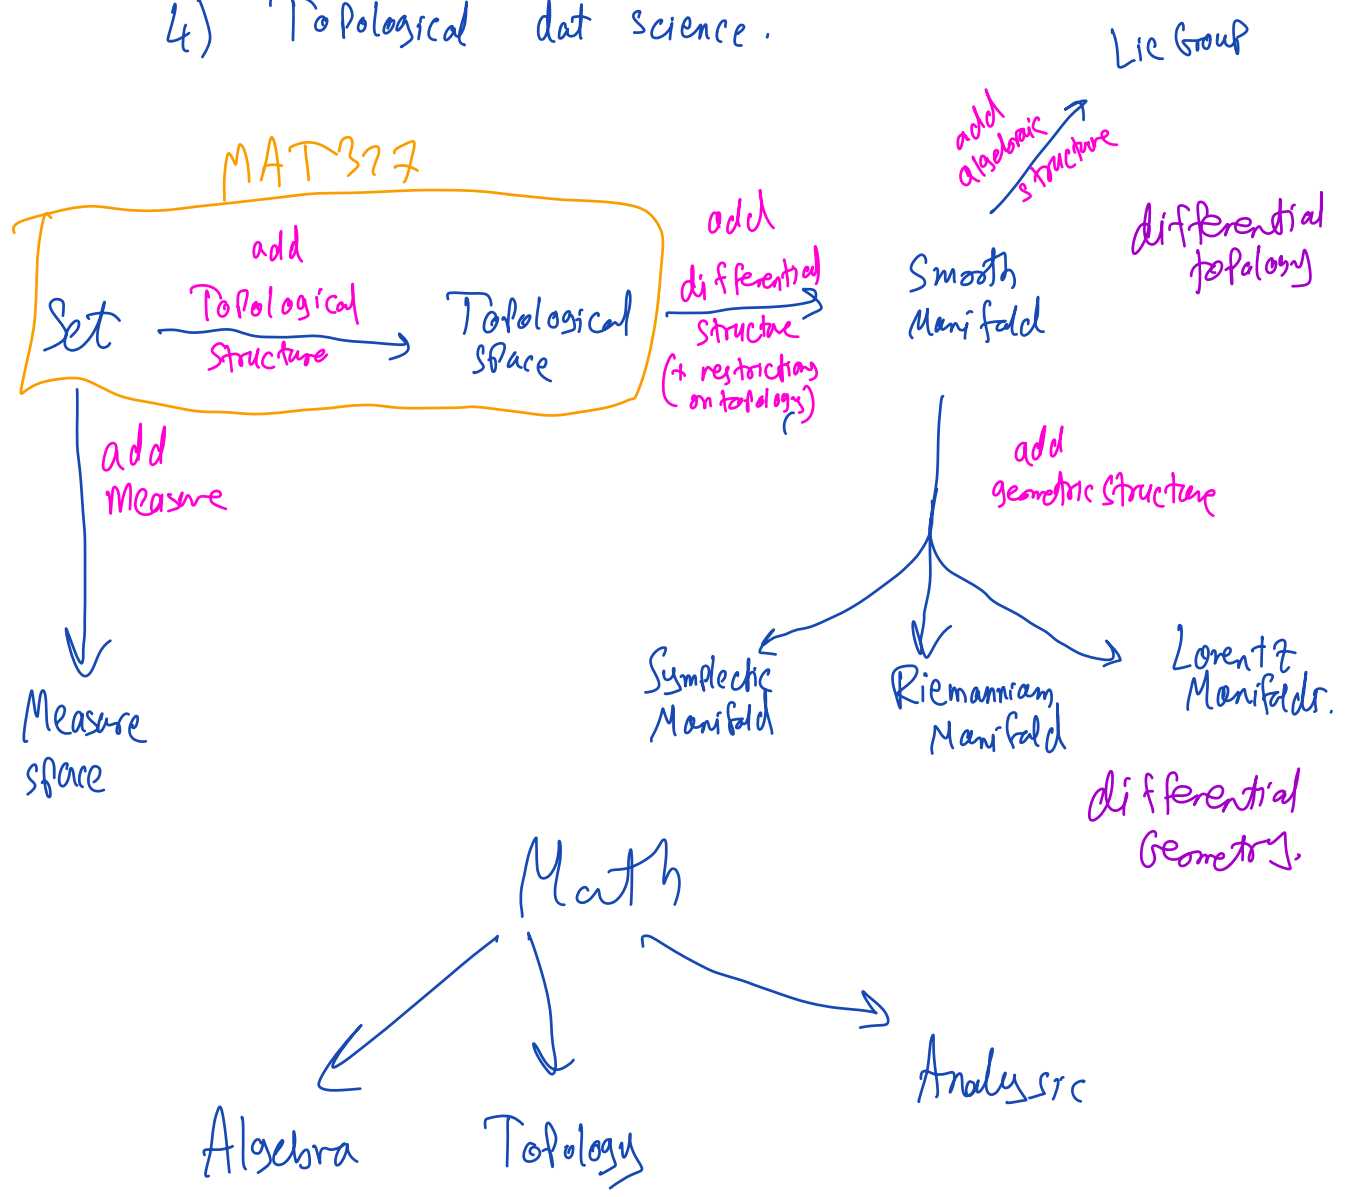 4) Topological dat science.
Lie Group
MAT327
add
algebraic
structure
differential
topology
Set
add
Topological
structure
Topological
space
add
differential
structure
(+ restrictions
on topology)
Smooth
Manifold
add
Measure
add
geometric structure
Measure
space
Symplectic
Manifold
Riemanniam
Manifold
Lorentz
Manifolds.
differential
Geometry.
Math
Algebra
Topology
Analysis